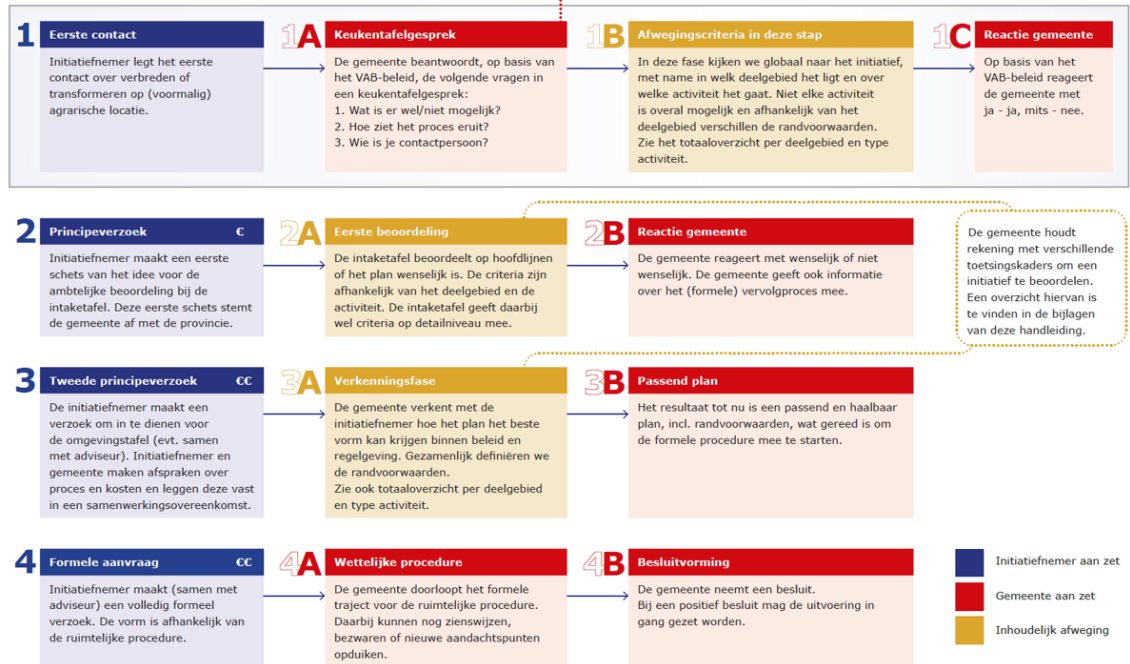 1 Eerste contact
Initiatiefnemer legt het eerste
contact over verbreden of
transformeren op (voormalig)
agrarische locatie.
1A Keukentafelgesprek
De gemeente beantwoordt, op basis van
het VAB-beleid, de volgende vragen in
een keukentafelgesprek:
1. Wat is er wel/niet mogelijk?
2. Hoe ziet het proces eruit?
3. Wie is je contactpersoon?
1B Afwegingscriteria in deze stap
In deze fase kijken we globaal naar het initiatief,
met name in welk deelgebied het ligt en over
welke activiteit het gaat. Niet elke activiteit
is overal mogelijk en afhankelijk van het
deelgebied verschillen de randvoorwaarden.
Zie het totaaloverzicht per deelgebied en type
activiteit.
1C Reactie gemeente
Op basis van het
VAB-beleid reageert
de gemeente met
ja - ja, mits - nee.
2 Principeverzoek €
Initiatiefnemer maakt een eerste
schets van het idee voor de
ambtelijke beoordeling bij de
intaketafel. Deze eerste schets stemt
de gemeente af met de provincie.
2A Eerste beoordeling
De intaketafel beoordeelt op hoofdlijnen
of het plan wenselijk is. De criteria zijn
afhankelijk van het deelgebied en de
activiteit. De intaketafel geeft daarbij
wel criteria op detailniveau mee.
2B Reactie gemeente
De gemeente reageert met wenselijk of niet
wenselijk. De gemeente geeft ook informatie
over het (formele) vervolgproces mee.
De gemeente houdt
rekening met verschillende
toetsingskaders om een
initiatief te beoordelen.
Een overzicht hiervan is
te vinden in de bijlagen
van deze handleiding.
3 Tweede principeverzoek €€
De initiatiefnemer maakt een
verzoek om in te dienen voor
de omgevingstafel (evt. samen
met adviseur). Initiatiefnemer en
gemeente maken afspraken over
proces en kosten en leggen deze vast
in een samenwerkingsovereenkomst.
3A Verkenningsfase
De gemeente verkent met de
initiatiefnemer hoe het plan het beste
vorm kan krijgen binnen beleid en
regelgeving. Gezamenlijk definiëren we
de randvoorwaarden.
Zie ook totaaloverzicht per deelgebied
en type activiteit.
3B Passend plan
Het resultaat tot nu is een passend en haalbaar
plan, incl. randvoorwaarden, wat gereed is om
de formele procedure mee te starten.
4 Formele aanvraag €€
Initiatiefnemer maakt (samen met
adviseur) een volledig formeel
verzoek. De vorm is afhankelijk van
de ruimtelijke procedure.
4A Wettelijke procedure
De gemeente doorloopt het formele
traject voor de ruimtelijke procedure.
Daarbij kunnen nog zienswijzen,
bezwaren of nieuwe aandachtspunten
opduiken.
4B Besluitvorming
De gemeente neemt een besluit.
Bij een positief besluit mag de uitvoering in
gang gezet worden.
Initiatiefnemer aan zet
Gemeente aan zet
Inhoudelijk afweging